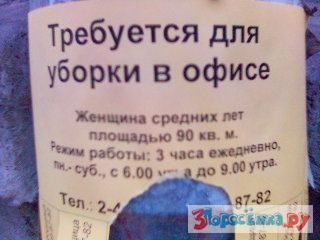 Требуется для
уборки в офисе
Женщина средних лет
площадью 90 кв. м.
Режим работы: 3 часа ежедневно,
пн.- суб., с 6.00 до 9.00 утра.
Тел.: 2-4 87-82
3Поросёнка.ру